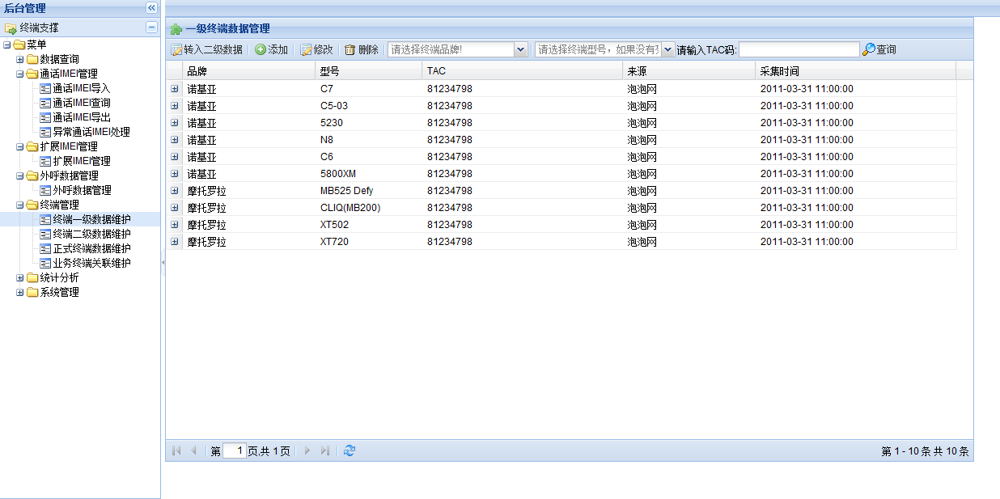 后台管理
终端支撑
菜单
数据查询
通话IMEI管理
通话IMEI导入
通话IMEI查询
通话IMEI导出
异常通话IMEI处理
扩展IMEI管理
扩展IMEI管理
外呼数据管理
外呼数据管理
终端管理
终端一级数据维护
终端二级数据维护
正式终端数据维护
业务终端关联维护
统计分析
系统管理
一级终端数据管理
转入二级数据 添加 修改 删除 请选择终端品牌! 请选择终端型号，如果没有 请输入TAC码: 查询
品牌 型号 TAC 来源 采集时间
诺基亚 C7 81234798 泡泡网 2011-03-31 11:00:00
诺基亚 C5-03 81234798 泡泡网 2011-03-31 11:00:00
诺基亚 5230 81234798 泡泡网 2011-03-31 11:00:00
诺基亚 N8 81234798 泡泡网 2011-03-31 11:00:00
诺基亚 C6 81234798 泡泡网 2011-03-31 11:00:00
诺基亚 5800XM 81234798 泡泡网 2011-03-31 11:00:00
摩托罗拉 MB525 Defy 81234798 泡泡网 2011-03-31 11:00:00
摩托罗拉 CLIQ(MB200) 81234798 泡泡网 2011-03-31 11:00:00
摩托罗拉 XT502 81234798 泡泡网 2011-03-31 11:00:00
摩托罗拉 XT720 81234798 泡泡网 2011-03-31 11:00:00
第 1 页,共 1 页 第 1 - 10 条 共 10 条